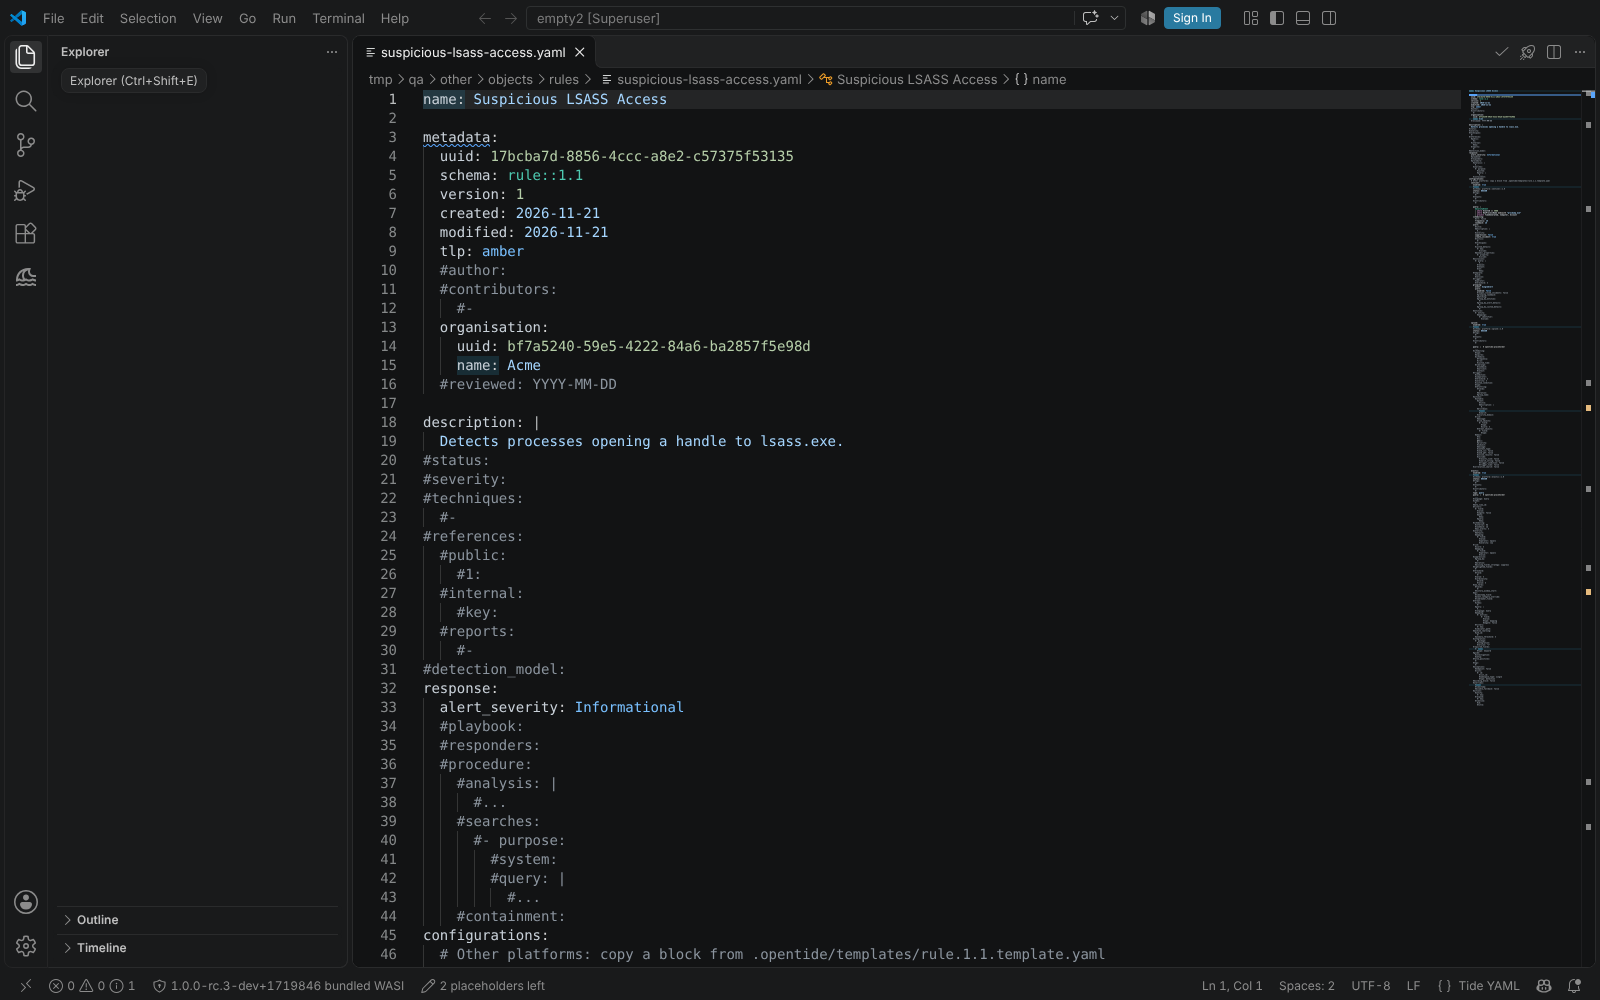 File Edit Selection View Go Run Terminal Help
empty2 [Superuser]
Sign In
Explorer
Explorer (Ctrl+Shift+E)
suspicious-lsass-access.yaml
tmp > qa > other > objects > rules > suspicious-lsass-access.yaml > Suspicious LSASS Access > { } name
1 name: Suspicious LSASS Access
2
3 metadata:
4 uuid: 17bcba7d-8856-4ccc-a8e2-c57375f53135
5 schema: rule::1.1
6 version: 1
7 created: 2026-11-21
8 modified: 2026-11-21
9 tlp: amber
10 #author:
11 #contributors:
12 #-
13 organisation:
14 uuid: bf7a5240-59e5-4222-84a6-ba2857f5e98d
15 name: Acme
16 #reviewed: YYYY-MM-DD
17
18 description: |
19 Detects processes opening a handle to lsass.exe.
20 #status:
21 #severity:
22 #techniques:
23 #-
24 #references:
25 #public:
26 #1:
27 #internal:
28 #key:
29 #reports:
30 #-
31 #detection_model:
32 response:
33 alert_severity: Informational
34 #playbook:
35 #responders:
36 #procedure:
37 #analysis: |
38 #...
39 #searches:
40 #- purpose:
41 #system:
42 #query: |
43 #...
44 #containment:
45 configurations:
46 # Other platforms: copy a block from .opentide/templates/rule.1.1.template.yaml
Outline
Timeline
0 0 1 1.0.0-rc.3-dev+1719846 bundled WASI 2 placeholders left
Ln 1, Col 1 Spaces: 2 UTF-8 LF { } Tide YAML